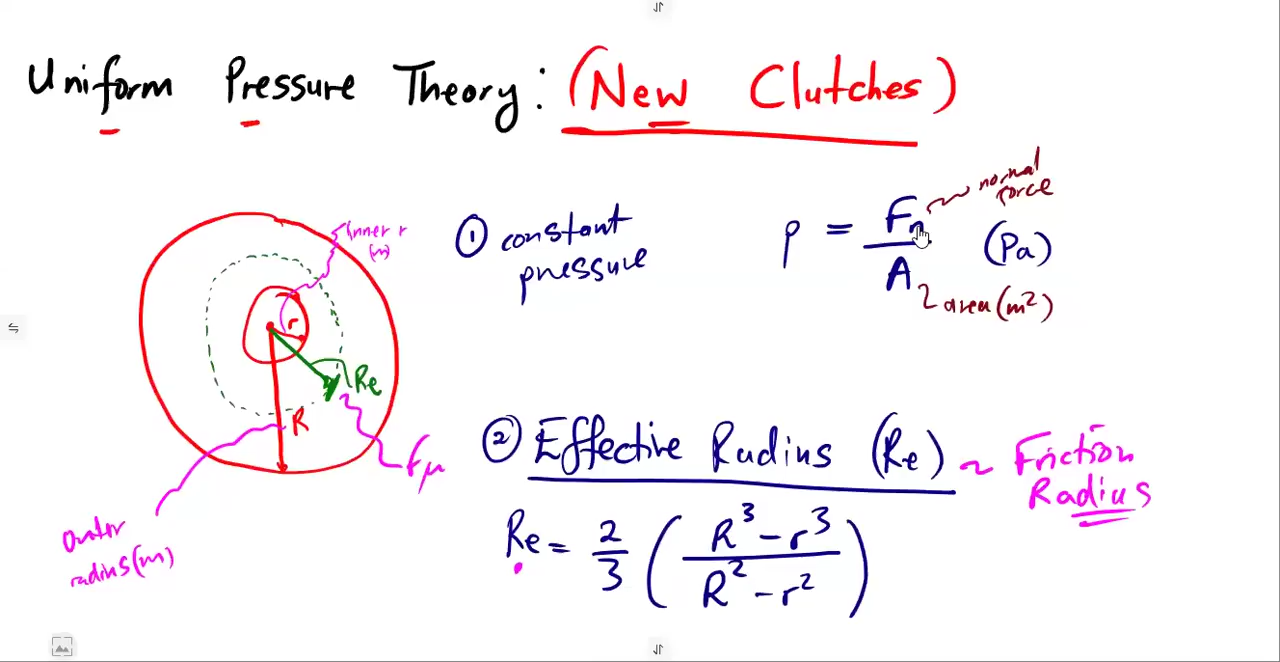 Uniform Pressure Theory: (New Clutches)
① constant pressure
p = Fn / A (Pa)
normal force
area (m²)
inner r (m)
r
Re
R
Fμ
outer radius (m)
② Effective Radius (Re) ~ Friction Radius
Re = 2/3 ( R³ - r³ / R² - r² )